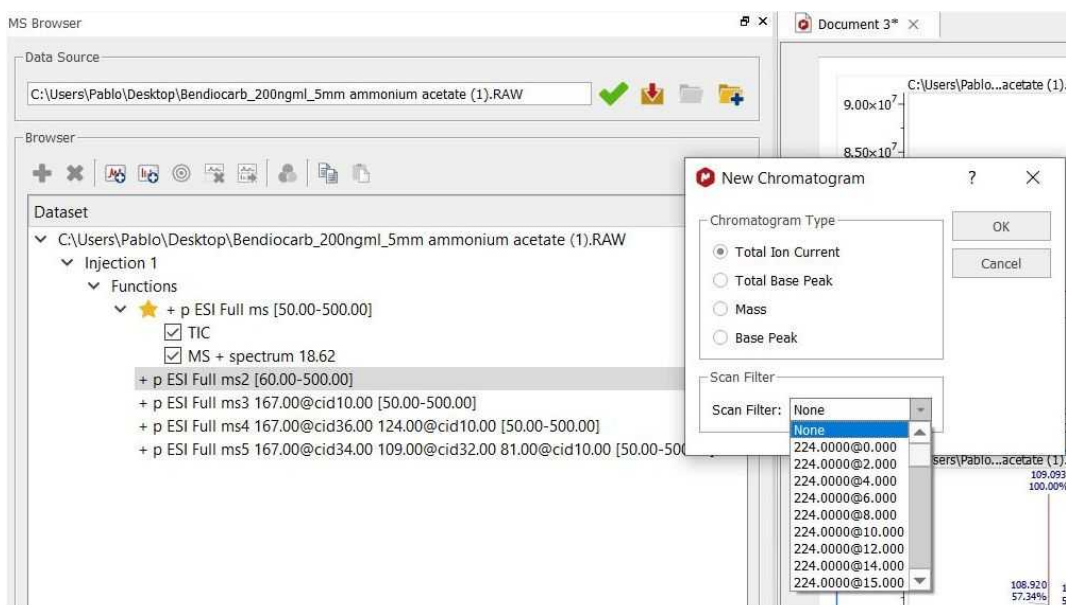 MS Browser
Data Source
C:\Users\Pablo\Desktop\Bendiocarb_200ngml_5mm ammonium acetate (1).RAW
Browser
Dataset
C:\Users\Pablo\Desktop\Bendiocarb_200ngml_5mm ammonium acetate (1).RAW
Injection 1
Functions
+ p ESI Full ms [50.00-500.00]
TIC
MS + spectrum 18.62
+ p ESI Full ms2 [60.00-500.00]
+ p ESI Full ms3 167.00@cid10.00 [50.00-500.00]
+ p ESI Full ms4 167.00@cid36.00 124.00@cid10.00 [50.00-500.00]
+ p ESI Full ms5 167.00@cid34.00 109.00@cid32.00 81.00@cid10.00 [50.00-50
Document 3*
C:\Users\Pablo...acetate (1).
9.00×10⁷
8.50×10⁷
New Chromatogram ?
Chromatogram Type
Total Ion Current
Total Base Peak
Mass
Base Peak
OK
Cancel
Scan Filter
Scan Filter: None
None
224.0000@0.000
224.0000@2.000
224.0000@4.000
224.0000@6.000
224.0000@8.000
224.0000@10.000
224.0000@12.000
224.0000@14.000
224.0000@15.000
sers\Pablo...acetate (1)
109.093
100.00%
108.920
57.34%